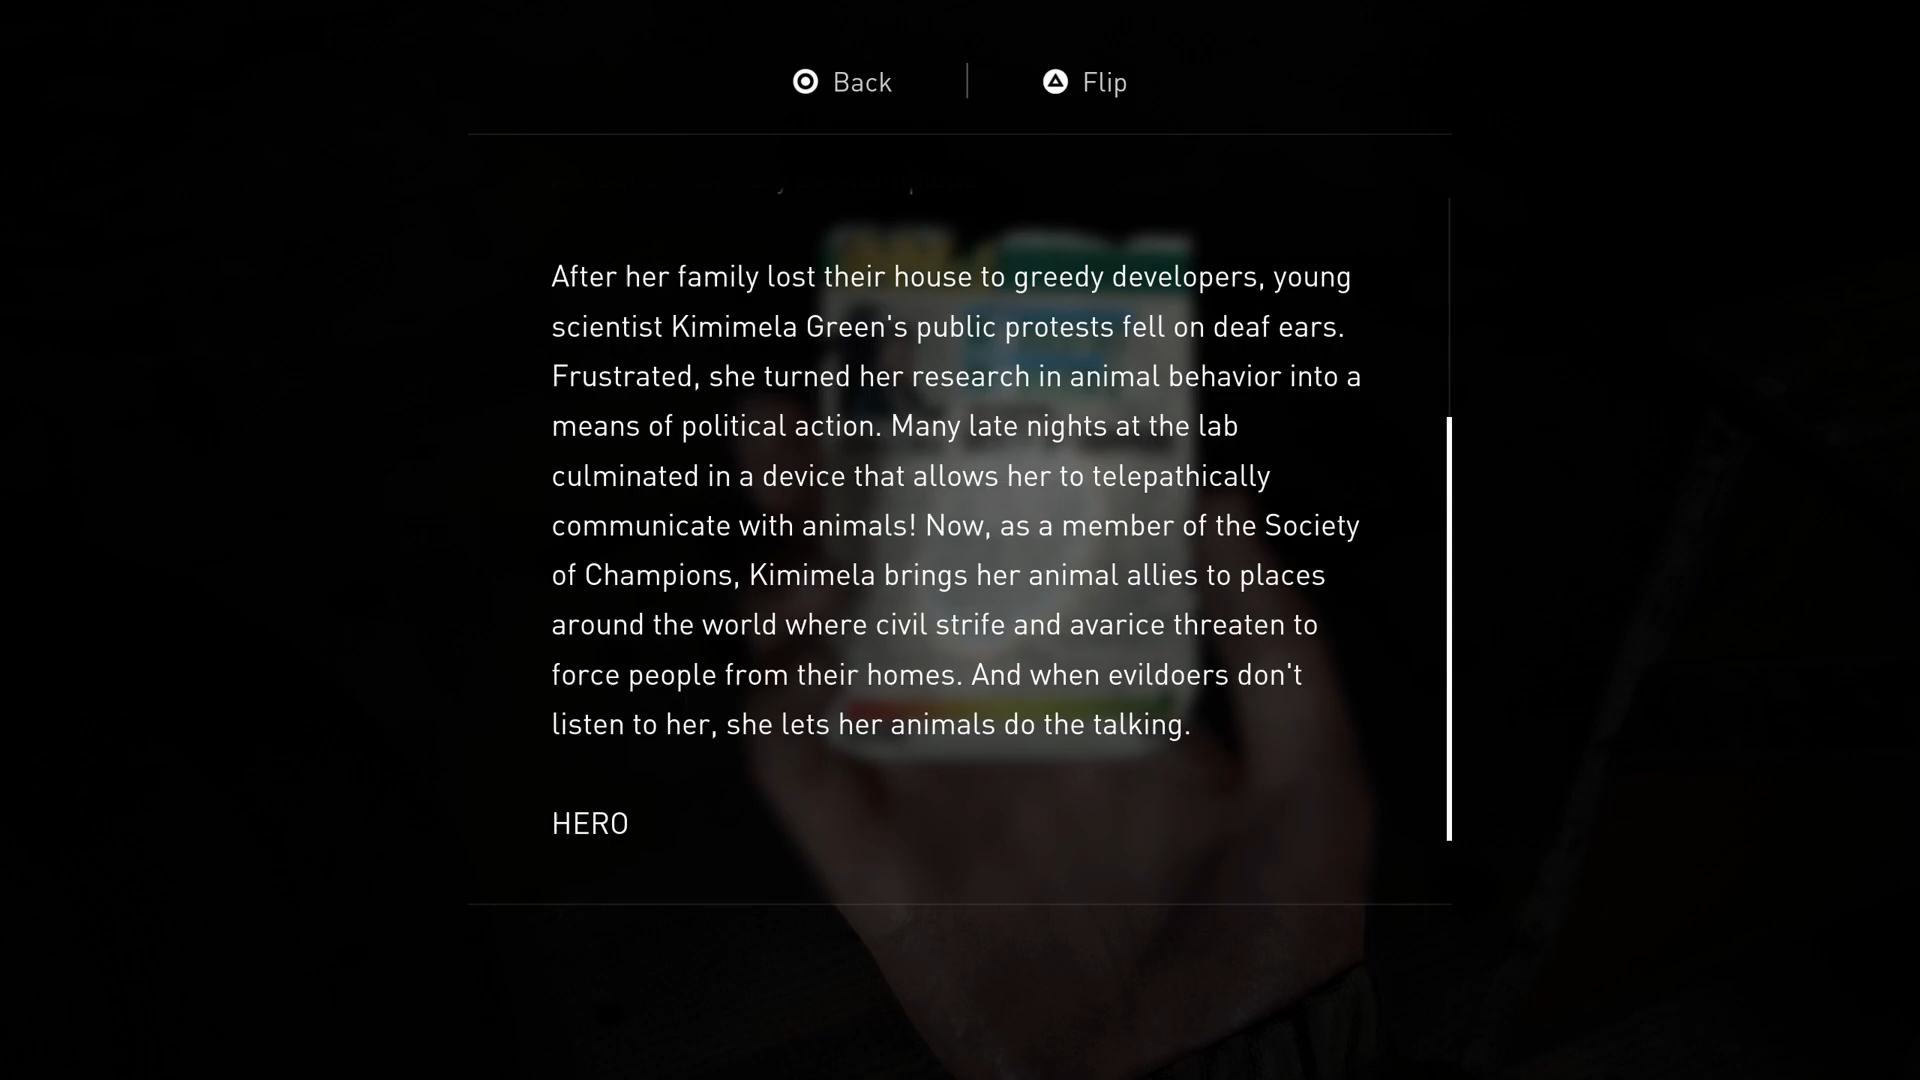 Back
Flip
After her family lost their house to greedy developers, young
scientist Kimimela Green's public protests fell on deaf ears.
Frustrated, she turned her research in animal behavior into a
means of political action. Many late nights at the lab
culminated in a device that allows her to telepathically
communicate with animals! Now, as a member of the Society
of Champions, Kimimela brings her animal allies to places
around the world where civil strife and avarice threaten to
force people from their homes. And when evildoers don't
listen to her, she lets her animals do the talking.
HERO